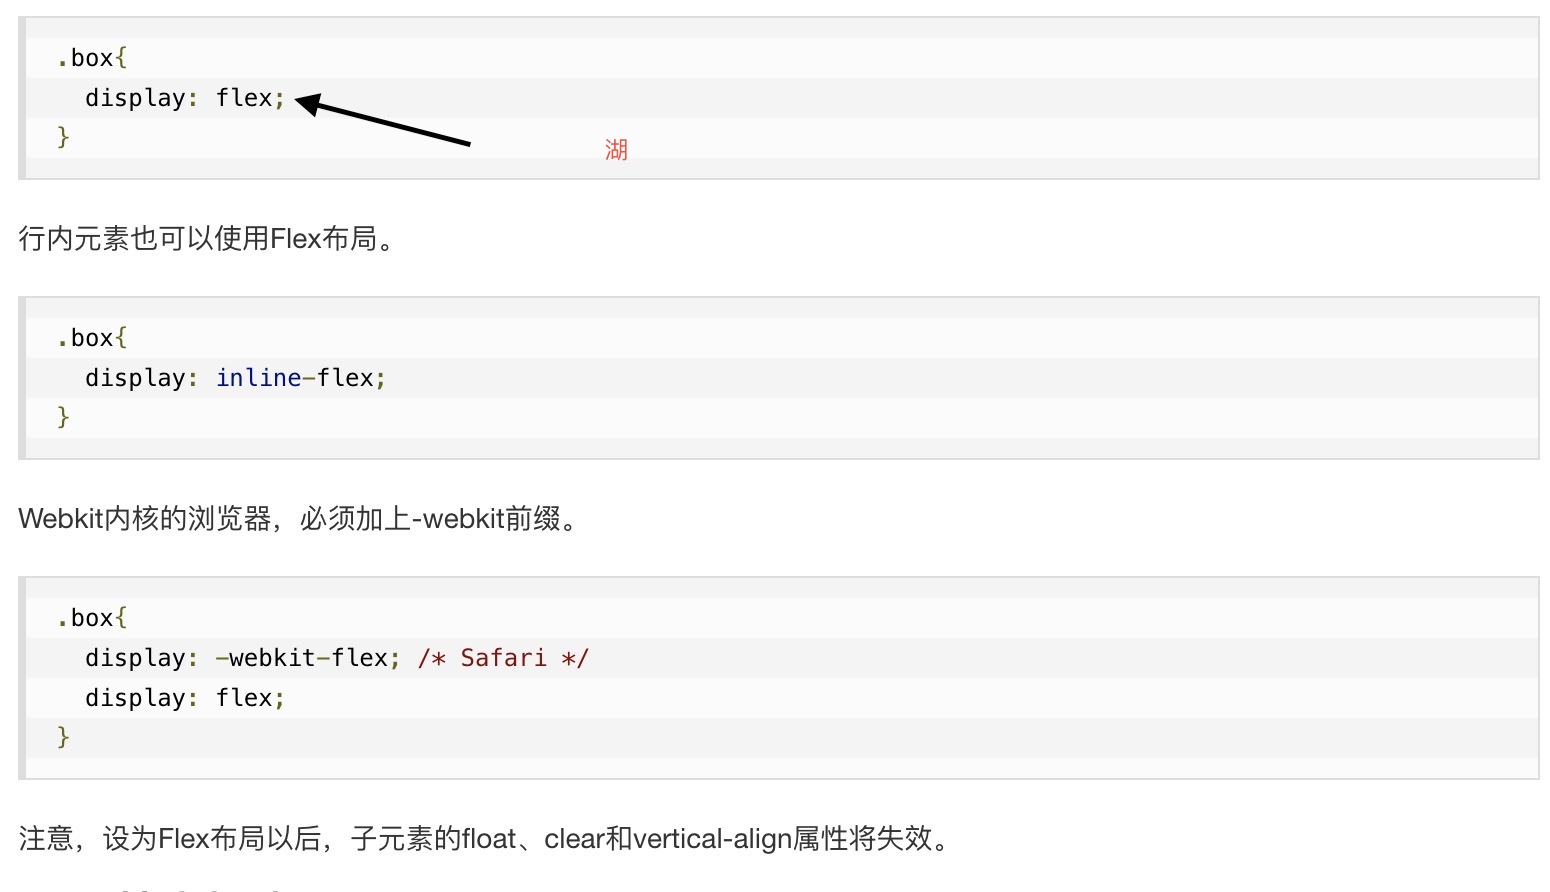 .box{
  display: flex;
}
湖
行内元素也可以使用Flex布局。
.box{
  display: inline-flex;
}
Webkit内核的浏览器，必须加上-webkit前缀。
.box{
  display: -webkit-flex; /* Safari */
  display: flex;
}
注意，设为Flex布局以后，子元素的float、clear和vertical-align属性将失效。